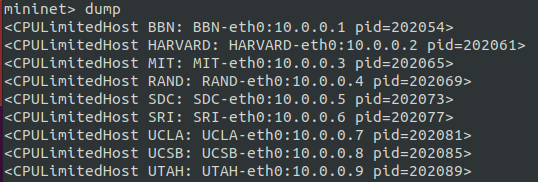 mininet> dump
<CPULimitedHost BBN: BBN-eth0:10.0.0.1 pid=202054>
<CPULimitedHost HARVARD: HARVARD-eth0:10.0.0.2 pid=202061>
<CPULimitedHost MIT: MIT-eth0:10.0.0.3 pid=202065>
<CPULimitedHost RAND: RAND-eth0:10.0.0.4 pid=202069>
<CPULimitedHost SDC: SDC-eth0:10.0.0.5 pid=202073>
<CPULimitedHost SRI: SRI-eth0:10.0.0.6 pid=202077>
<CPULimitedHost UCLA: UCLA-eth0:10.0.0.7 pid=202081>
<CPULimitedHost UCSB: UCSB-eth0:10.0.0.8 pid=202085>
<CPULimitedHost UTAH: UTAH-eth0:10.0.0.9 pid=202089>